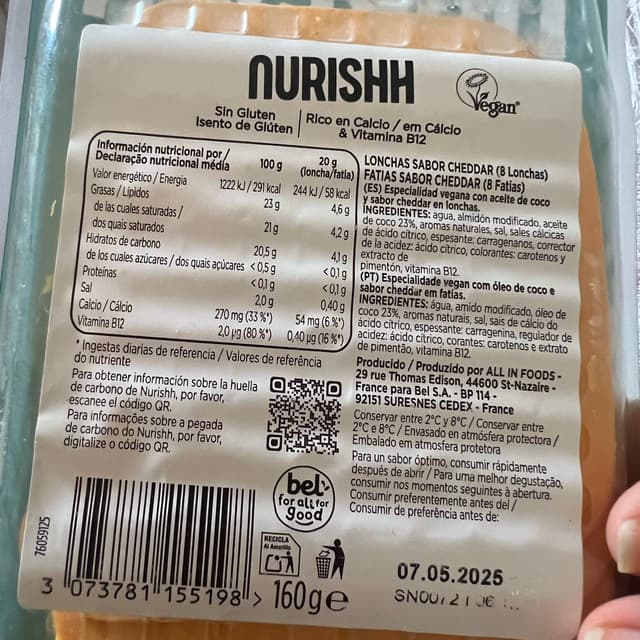 NURISHH
Vegan
Sin Gluten
Isento de Glúten
Rico en Calcio / em Cálcio
& Vitamina B12
Información nutricional por / 100 g 20 g
Declaração nutricional média (loncha/fatia)
Valor energético / Energia 1222 kJ / 291 kcal 244 kJ / 58 kcal
Grasas / Lípidos 23 g 4,6 g
de las cuales saturadas /
dos quais saturados 21 g 4,2 g
Hidratos de carbono 20,5 g 4,1 g
de los cuales azúcares / dos quais açúcares < 0,5 g < 0,1 g
Proteínas < 0,1 g < 0,1 g
Sal 2,0 g 0,40 g
Calcio / Cálcio 270 mg (33 %*) 54 mg (6 %*)
Vitamina B12 2,0 µg (80 %*) 0,40 µg (16 %*)
* Ingestas diarias de referencia / Valores de referência
do nutriente
Para obtener información sobre la huella
de carbono de Nurishh, por favor,
escanee el código QR.
Para informações sobre a pegada
de carbono do Nurishh, por favor,
digitalize o código QR.
LONCHAS SABOR CHEDDAR (8 Lonchas)
FATIAS SABOR CHEDDAR (8 Fatias)
(ES) Especialidad vegana con aceite de coco
y sabor cheddar en lonchas.
INGREDIENTES: agua, almidón modificado, aceite
de coco 23%, aromas naturales, sal, sales cálcicas
de ácido cítrico, espesante: carragenanos, corrector
de la acidez: ácido cítrico, colorantes: carotenos y
extracto de
pimentón, vitamina B12.
(PT) Especialidade vegan com óleo de coco e
sabor cheddar em fatias.
INGREDIENTES: água, amido modificado, óleo de
coco 23%, aromas naturais, sal, sais de cálcio do
ácido cítrico, espessante: carragenina, regulador de
acidez: ácido cítrico, corantes: carotenos e extrato
de pimentão, vitamina B12.
Producido / Produzido por ALL IN FOODS -
29 rue Thomas Edison, 44600 St-Nazaire -
France para Bel S.A. - BP 114 -
92151 SURESNES CEDEX - France
Conservar entre 2°C y 8°C / Conservar entre
2°C e 8°C / Envasado en atmósfera protectora /
Embalado em atmosfera protetora
Para un sabor óptimo, consumir rápidamente
después de abrir / Para uma melhor degustação,
consumir nos momentos seguintes à abertura.
Consumir preferentemente antes del /
Consumir de preferência antes de:
bel
for all for
good
RECICLA
Al Amarillo
76059125
3 073781 155198 >
160g e
07.05.2025